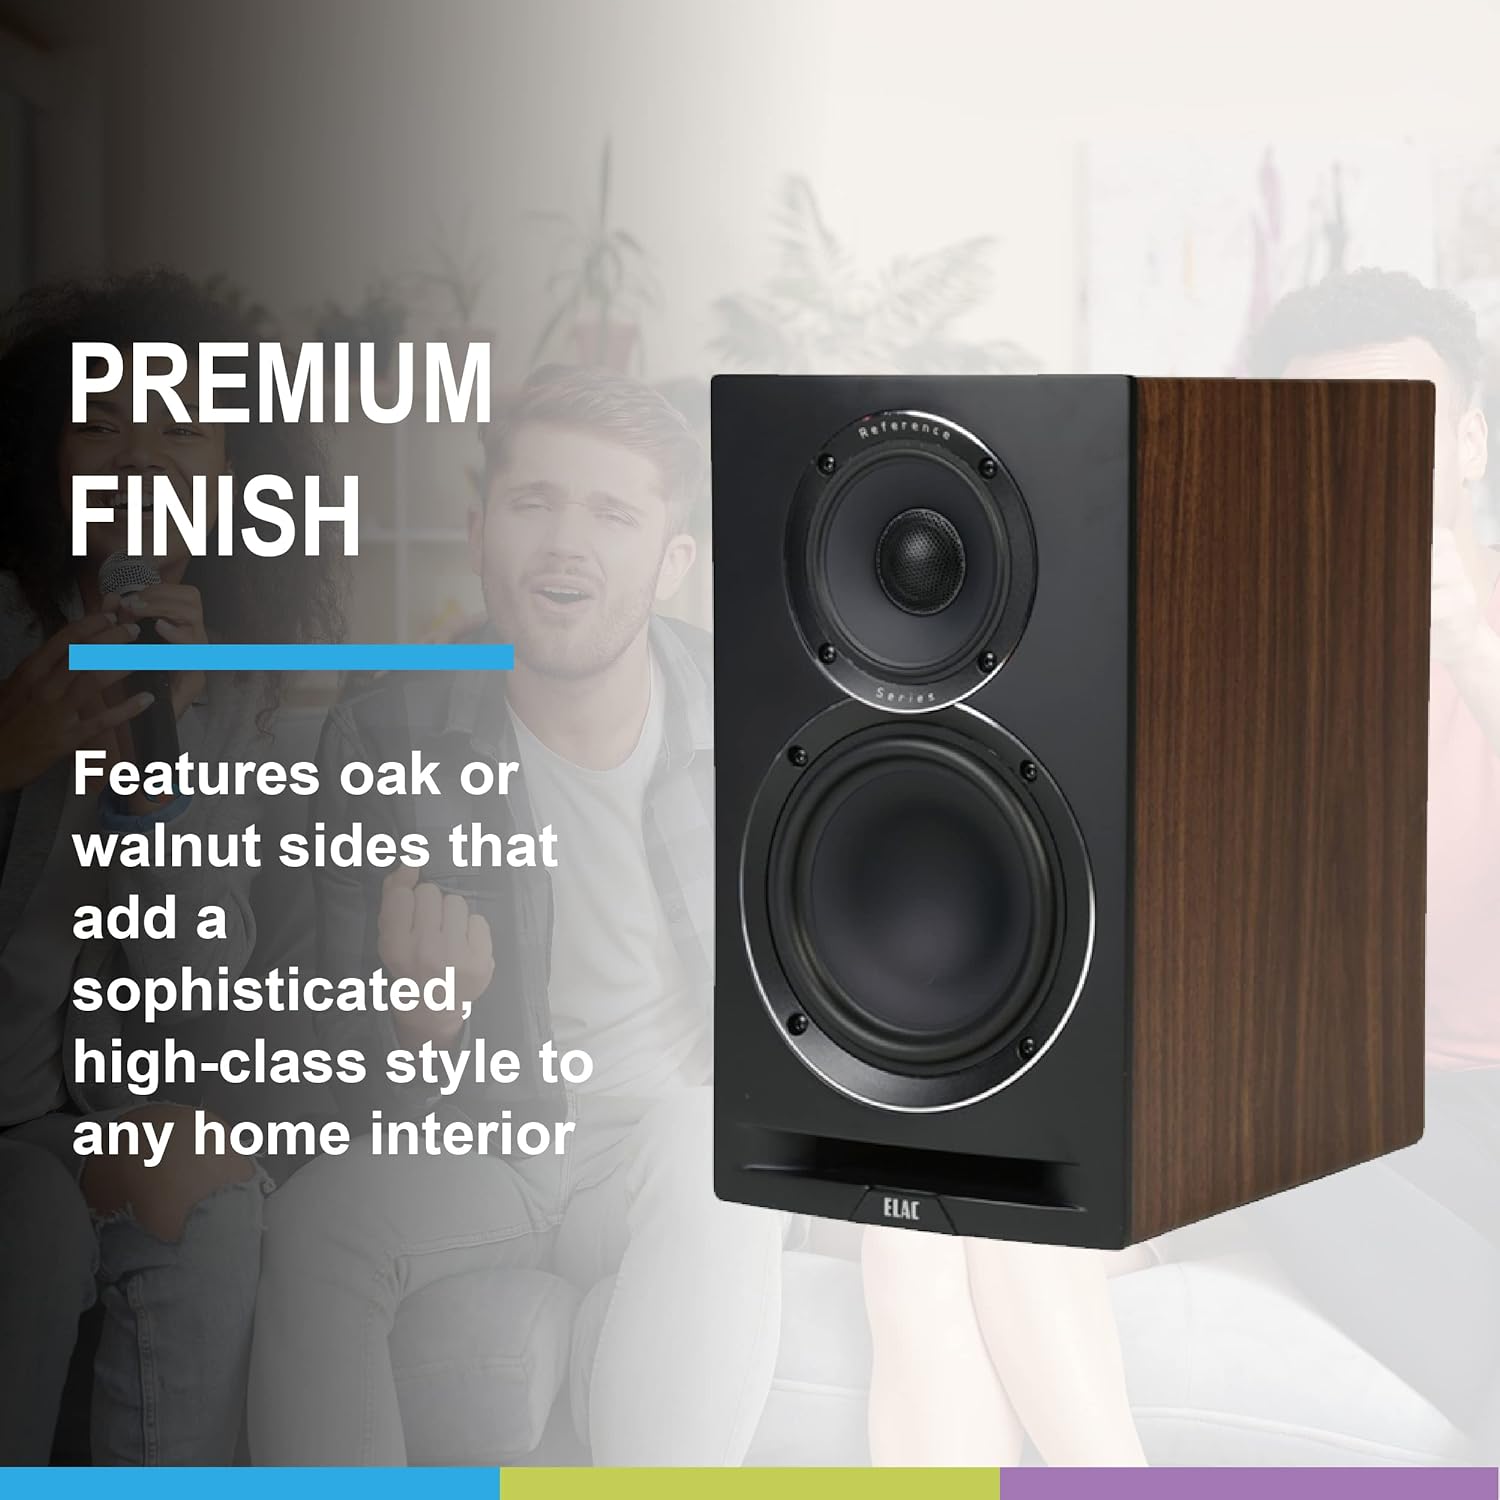 PREMIUM
FINISH
Features oak or
walnut sides that
add a
sophisticated,
high-class style to
any home interior
Reference
Series
ELAC